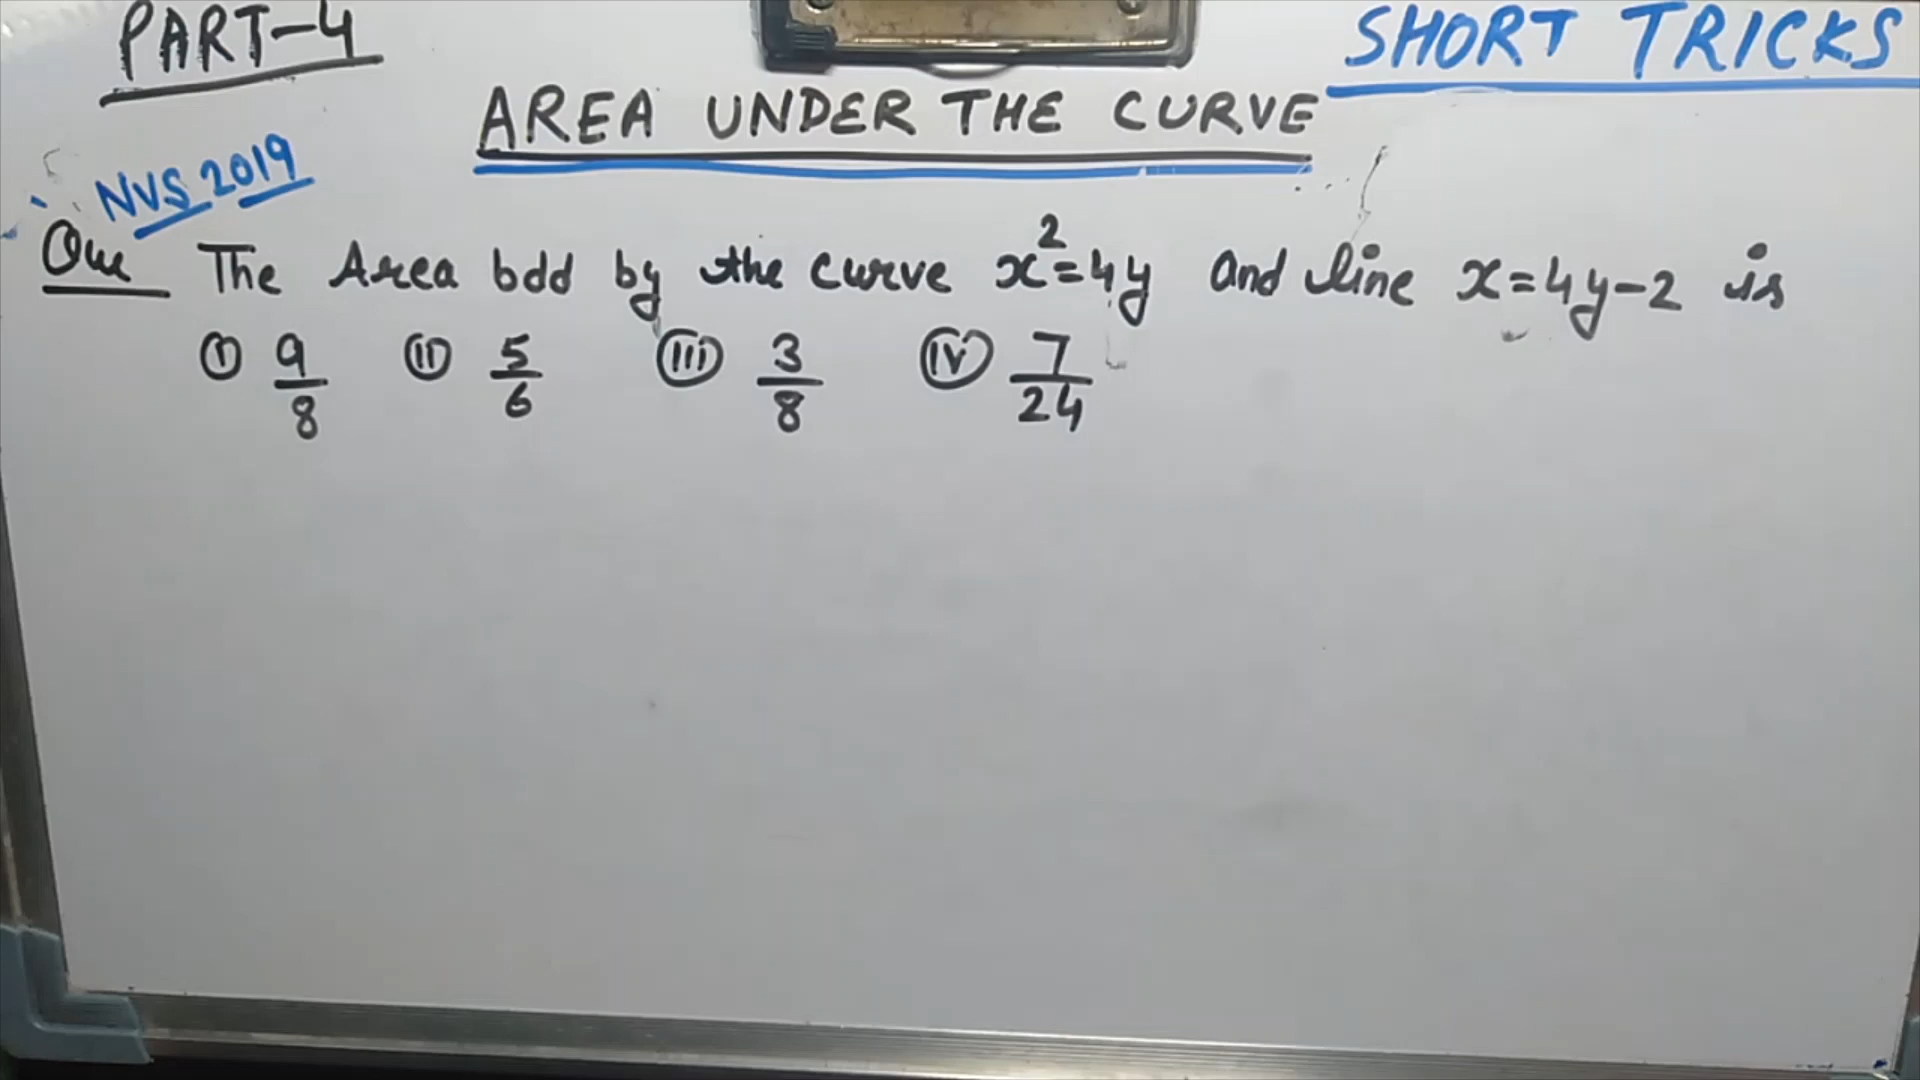 PART-4
SHORT TRICKS
AREA UNDER THE CURVE
NVS 2019
Que The Area bdd by the curve x²=4y and line x=4y-2 is
(i) 9/8 (ii) 5/6 (iii) 3/8 (iv) 7/24